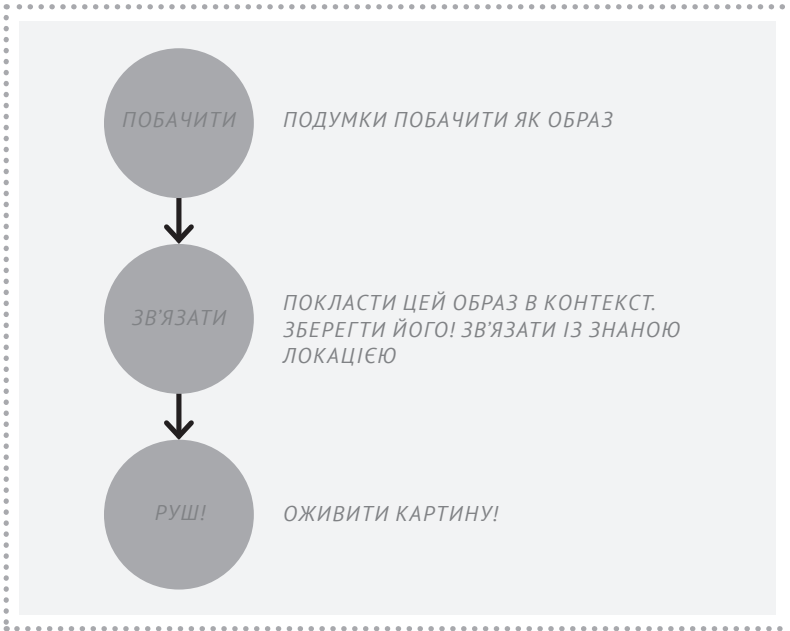 ПОБАЧИТИ
ПОДУМКИ ПОБАЧИТИ ЯК ОБРАЗ
ЗВ’ЯЗАТИ
ПОКЛАСТИ ЦЕЙ ОБРАЗ В КОНТЕКСТ.
ЗБЕРЕГТИ ЙОГО! ЗВ’ЯЗАТИ ІЗ ЗНАНОЮ
ЛОКАЦІЄЮ
РУШ!
ОЖИВИТИ КАРТИНУ!